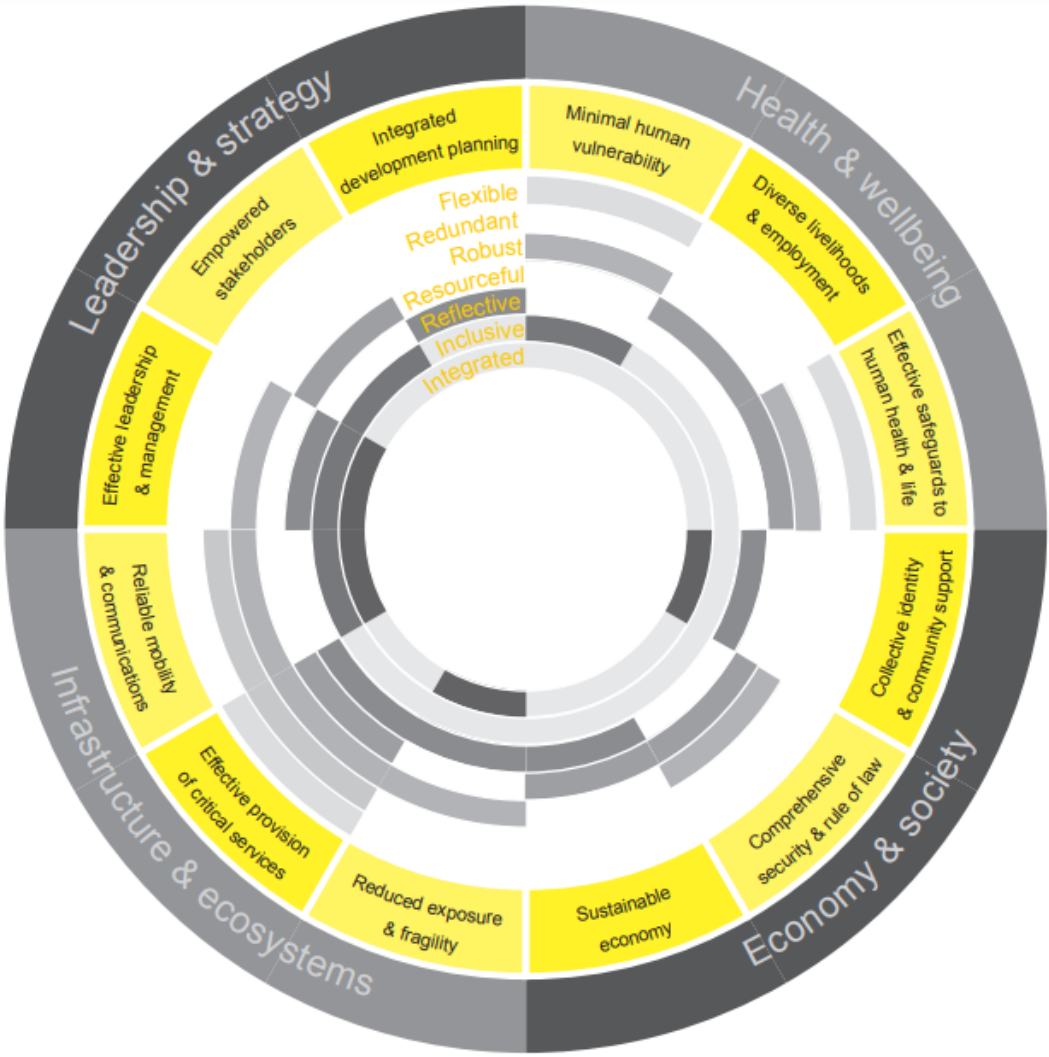 Leadership & strategy
Health & wellbeing
Economy & society
Infrastructure & ecosystems
Integrated
development planning
Minimal human
vulnerability
Diverse livelihoods
& employment
Effective safeguards to
human health & life
Collective identity
& community support
Comprehensive
security & rule of law
Sustainable
economy
Reduced exposure
& fragility
Effective provision
of critical services
Reliable mobility
& communications
Effective leadership
& management
Empowered
stakeholders
Flexible
Redundant
Robust
Resourceful
Reflective
Inclusive
Integrated